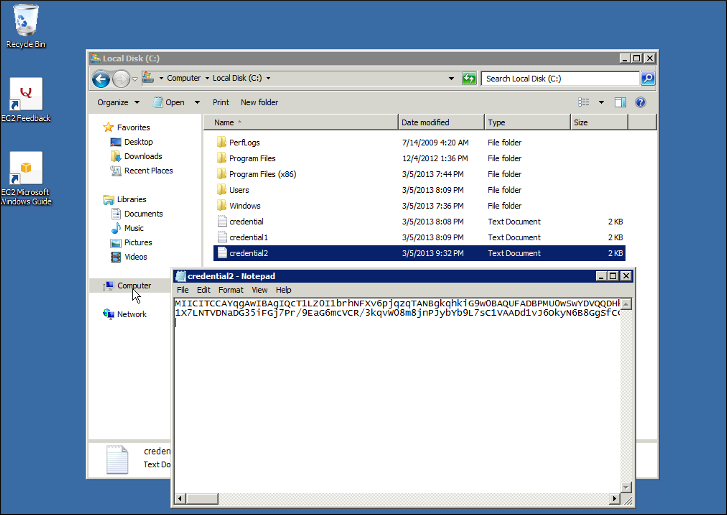 Recycle Bin
EC2 Feedback
EC2 Microsoft
Windows Guide
Local Disk (C:)
Computer Local Disk (C:)
Search Local Disk (C:)
Organize Open Print New folder
Name Date modified Type Size
Favorites
Desktop
Downloads
Recent Places
Libraries
Documents
Music
Pictures
Videos
Computer
Network
PerfLogs 7/14/2009 4:20 AM File folder
Program Files 12/4/2012 1:36 PM File folder
Program Files (x86) 3/5/2013 7:44 PM File folder
Users 3/5/2013 8:09 PM File folder
Windows 3/5/2013 7:36 PM File folder
credential 3/5/2013 8:08 PM Text Document 2 KB
credential1 3/5/2013 8:09 PM Text Document 2 KB
credential2 3/5/2013 9:32 PM Text Document 2 KB
credential2 - Notepad
File Edit Format View Help
creden
Text Do